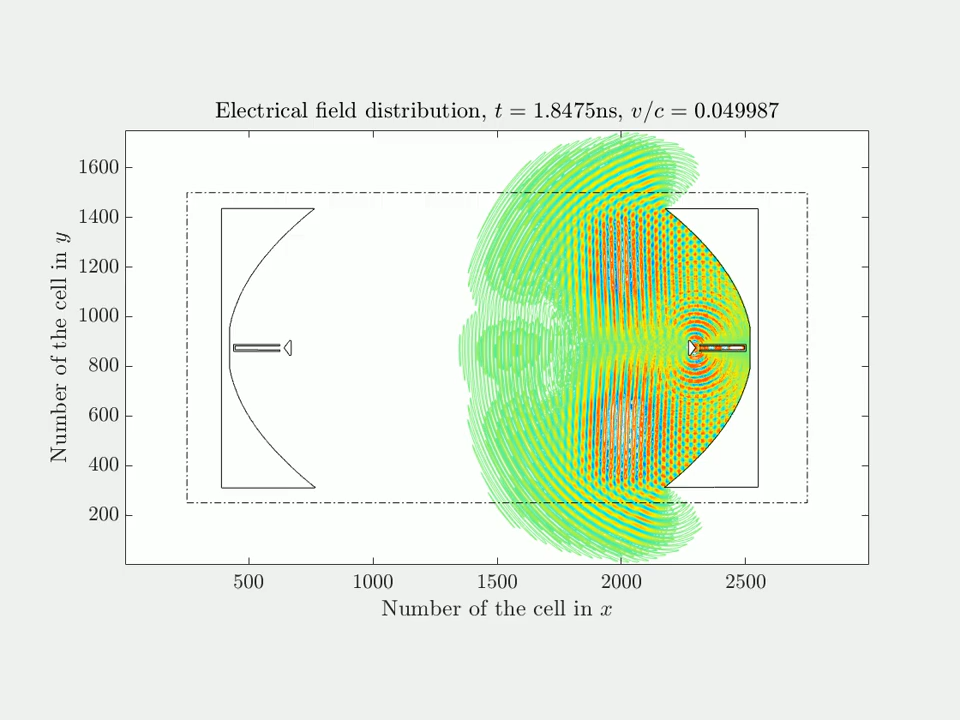 Electrical field distribution, t = 1.8475ns, v/c = 0.049987
1600
1400
1200
1000
800
600
400
200
Number of the cell in y
500 1000 1500 2000 2500
Number of the cell in x